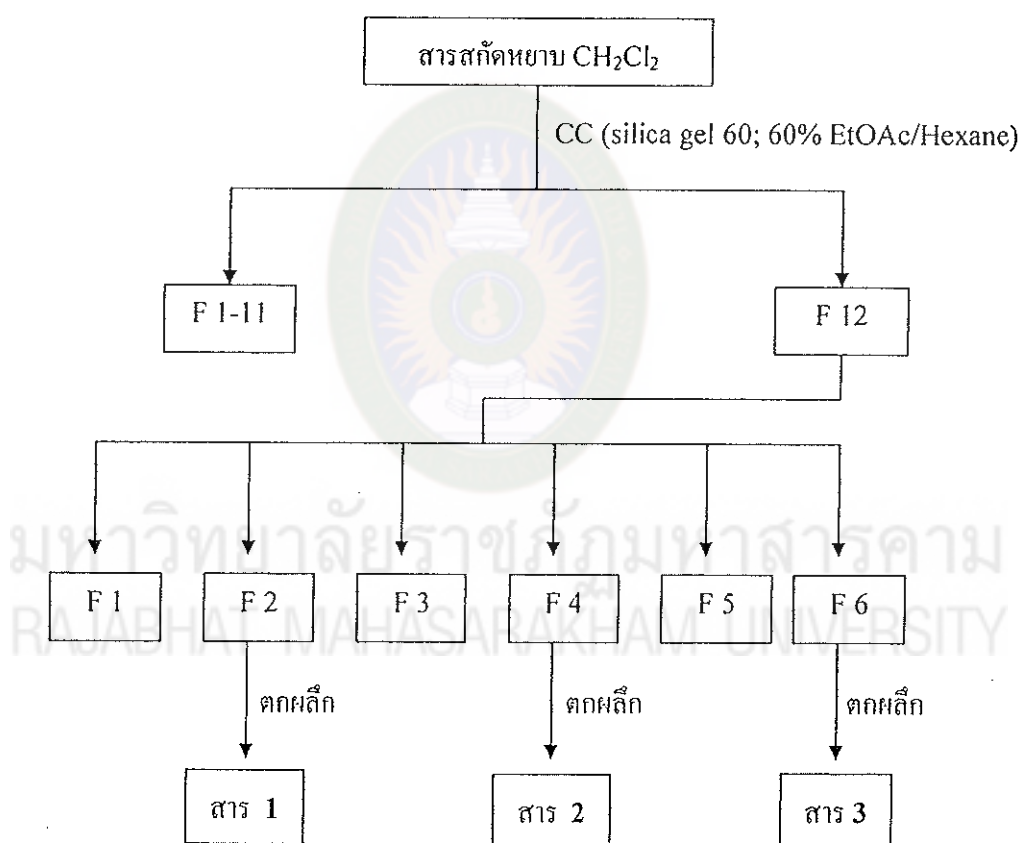 สารสกัดหยาบ CH₂Cl₂
CC (silica gel 60; 60% EtOAc/Hexane)
F 1-11
F 12
มหาวิทยาลัยราชภัฏมหาสารคาม
RAJABHAT MAHASARAKHAM UNIVERSITY
F 1
F 2
F 3
F 4
F 5
F 6
ตกผลึก
ตกผลึก
ตกผลึก
สาร 1
สาร 2
สาร 3